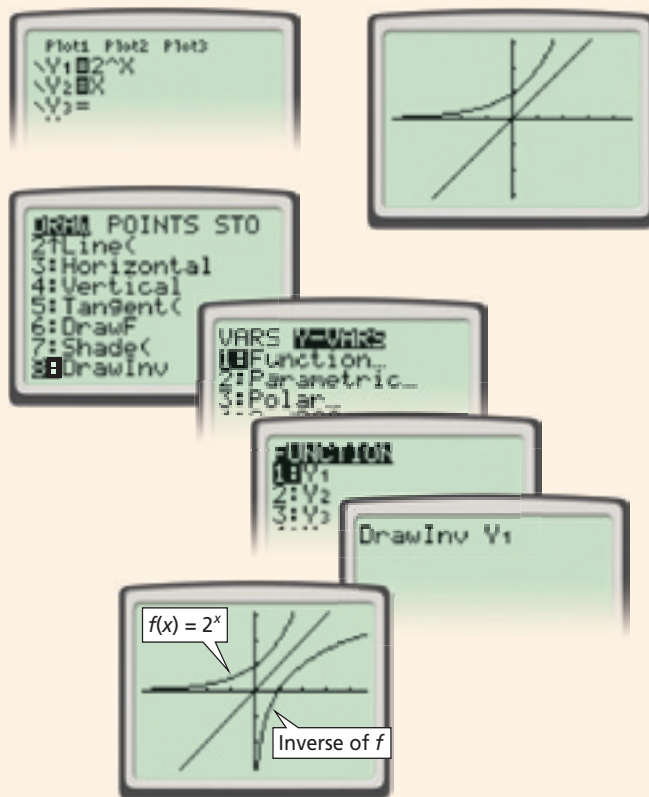 Plot1 Plot2 Plot3
\Y1=2^X
\Y2=X
\Y3=
DRAW POINTS STO
2↑Line(
3:Horizontal
4:Vertical
5:Tangent(
6:DrawF
7:Shade(
8:DrawInv
VARS Y-VARS
1:Function…
2:Parametric…
3:Polar…
FUNCTION
1:Y1
2:Y2
3:Y3
DrawInv Y1
f(x) = 2^x
Inverse of f